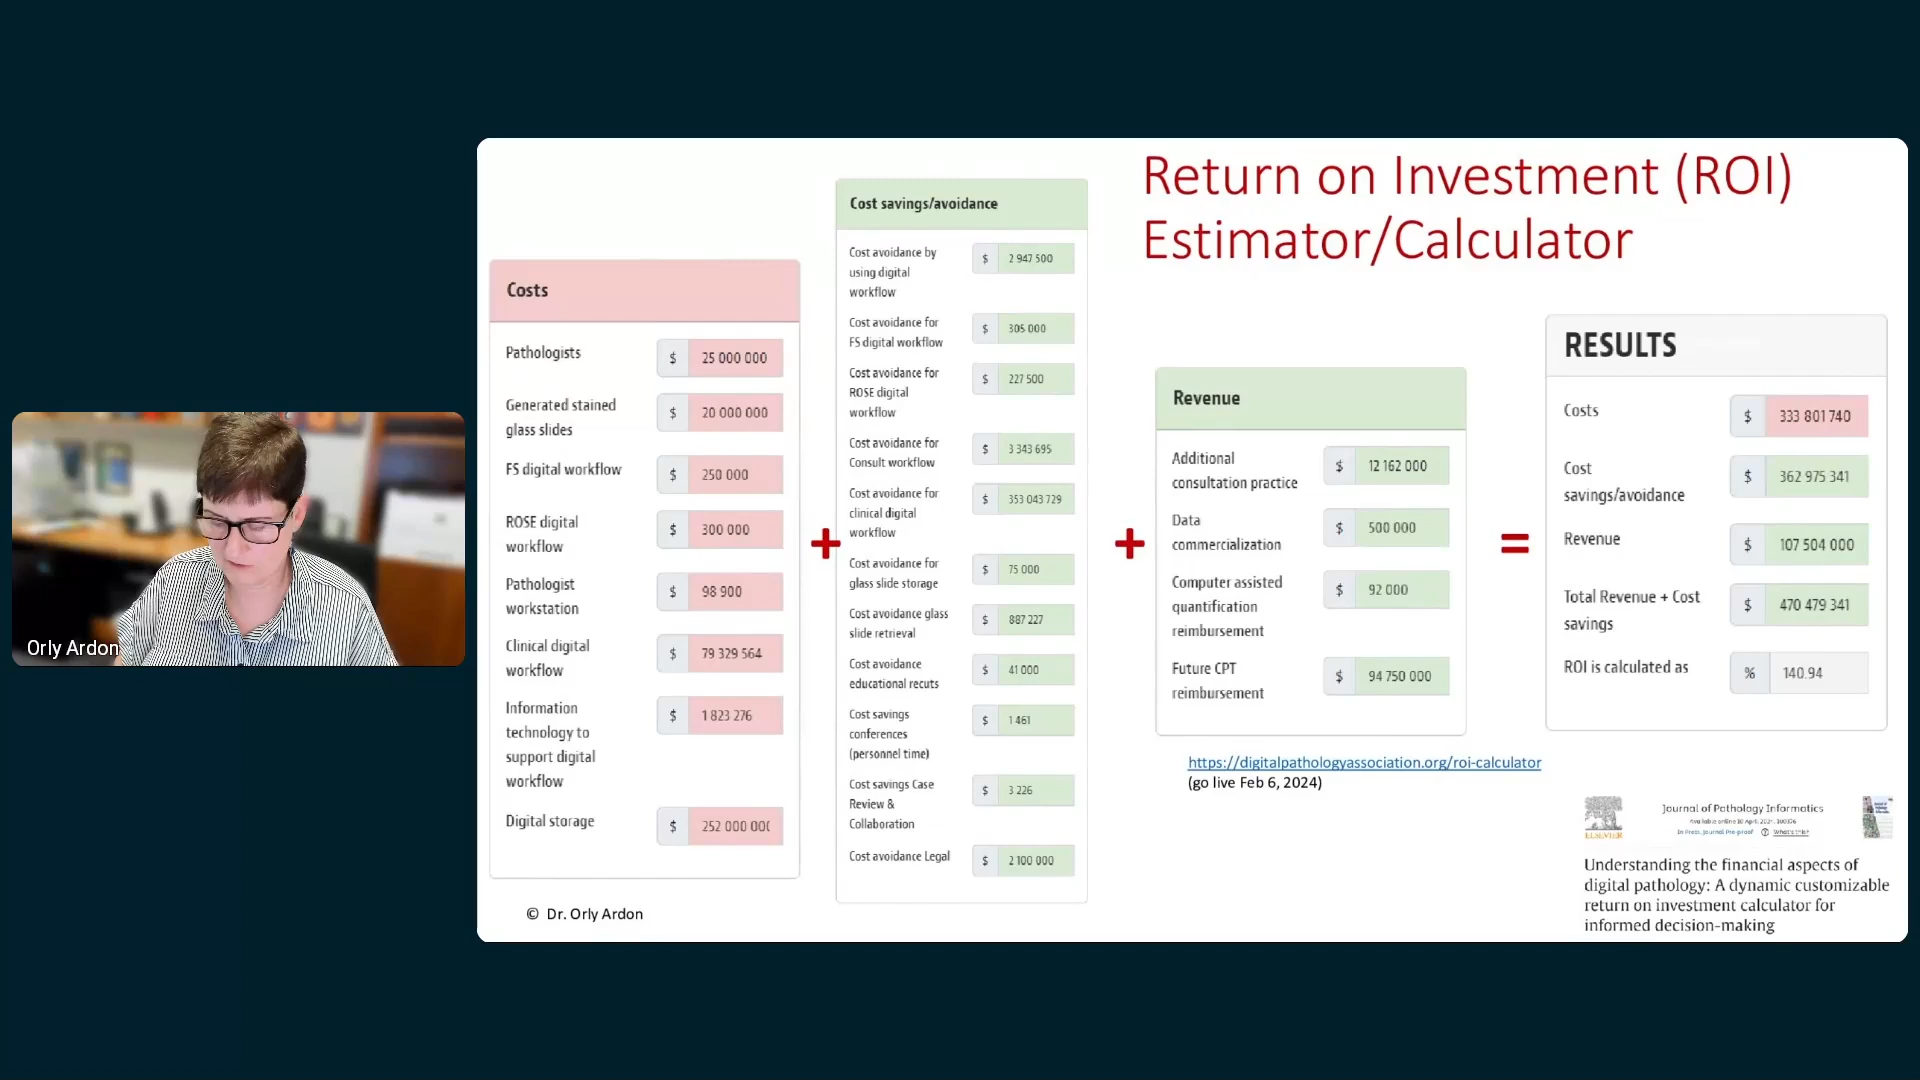 Return on Investment (ROI)
Estimator/Calculator
Costs
Pathologists $ 25 000 000
Generated stained
glass slides $ 20 000 000
FS digital workflow $ 250 000
ROSE digital
workflow $ 300 000
Pathologist
workstation $ 98 900
Clinical digital
workflow $ 79 329 564
Information
technology to
support digital
workflow $ 1 823 276
Digital storage $ 252 000 00
+
Cost savings/avoidance
Cost avoidance by
using digital
workflow $ 2 947 500
Cost avoidance for
FS digital workflow $ 305 000
Cost avoidance for
ROSE digital
workflow $ 227 500
Cost avoidance for
Consult workflow $ 3 343 695
Cost avoidance for
clinical digital
workflow $ 353 043 729
Cost avoidance for
glass slide storage $ 75 000
Cost avoidance glass
slide retrieval $ 887 227
Cost avoidance
educational recuts $ 41 000
Cost savings
conferences
(personnel time) $ 1 461
Cost savings Case
Review &
Collaboration $ 3 226
Cost avoidance Legal $ 2 100 000
+
Revenue
Additional
consultation practice $ 12 162 000
Data
commercialization $ 500 000
Computer assisted
quantification
reimbursement $ 92 000
Future CPT
reimbursement $ 94 750 000
=
RESULTS
Costs $ 333 801 740
Cost
savings/avoidance $ 362 975 341
Revenue $ 107 504 000
Total Revenue + Cost
savings $ 470 479 341
ROI is calculated as % 140.94
https://digitalpathologyassociation.org/roi-calculator
(go live Feb 6, 2024)
ELSEVIER
Journal of Pathology Informatics
In Press, Journal Pre-proof What's this?
Understanding the financial aspects of
digital pathology: A dynamic customizable
return on investment calculator for
informed decision-making
© Dr. Orly Ardon
Orly Ardon